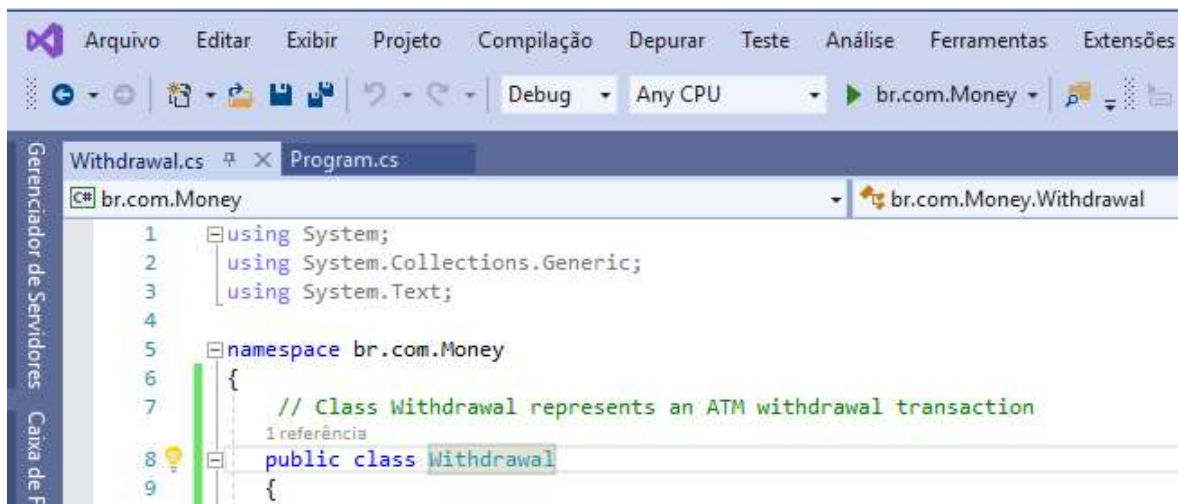 Arquivo Editar Exibir Projeto Compilação Depurar Teste Análise Ferramentas Extensões
Debug Any CPU br.com.Money
Gerenciador de Servidores
Caixa de F
Withdrawal.cs Program.cs
C# br.com.Money br.com.Money.Withdrawal
1 using System;
2 using System.Collections.Generic;
3 using System.Text;
4
5 namespace br.com.Money
6 {
7 // Class Withdrawal represents an ATM withdrawal transaction
1 referência
8 public class Withdrawal
9 {